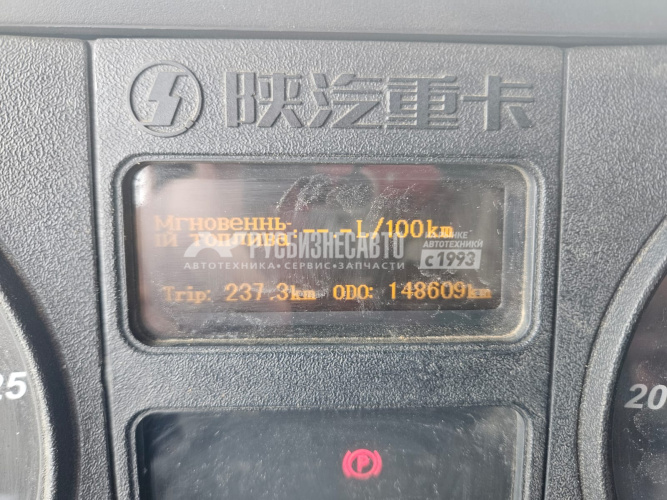 陕汽重卡
Мгновеннь-
ий топлива:--.-L/100km
РУСБИЗНЕСАВТО
АВТОТЕХНИКА•СЕРВИС•ЗАПЧАСТИ
АВТОТЕХНИКИ
с 1993
Trip: 237.3km ODO: 148609km
25
20
P